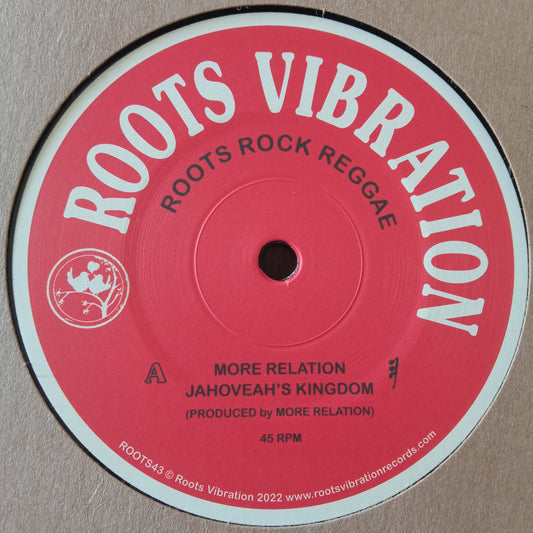 ROOTS VIBRATION
ROOTS ROCK REGGAE
A
MORE RELATION
JAHOVEAH'S KINGDOM
(PRODUCED by MORE RELATION)
45 RPM
ROOTS43 © Roots Vibration 2022 www.rootsvibrationrecords.com